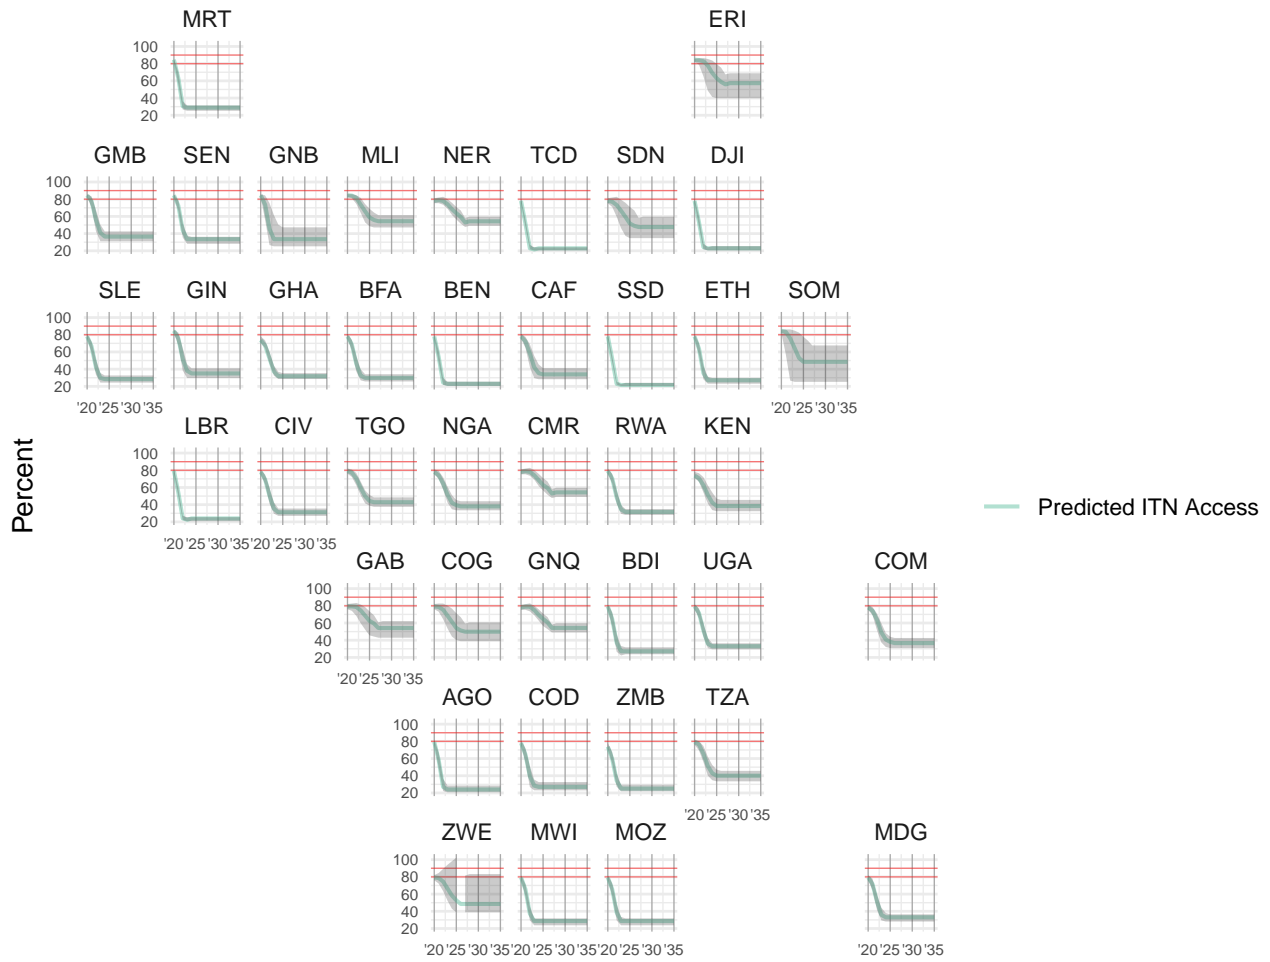 MRT ERI
100
80
60
40
20
GMB SEN GNB MLI NER TCD SDN DJI
100
80
60
40
20
SLE GIN GHA BFA BEN CAF SSD ETH SOM
100
80
60
40
20
'20 '25 '30 '35 '20 '25 '30 '35
LBR CIV TGO NGA CMR RWA KEN
100
80
60
40
20
'20 '25 '30 '35 '20 '25 '30 '35
Percent
Predicted ITN Access
GAB COG GNQ BDI UGA COM
100
80
60
40
20
'20 '25 '30 '35
AGO COD ZMB TZA
100
80
60
40
20
'20 '25 '30 '35
ZWE MWI MOZ MDG
100
80
60
40
20
'20 '25 '30 '35 '20 '25 '30 '35 '20 '25 '30 '35 '20 '25 '30 '35